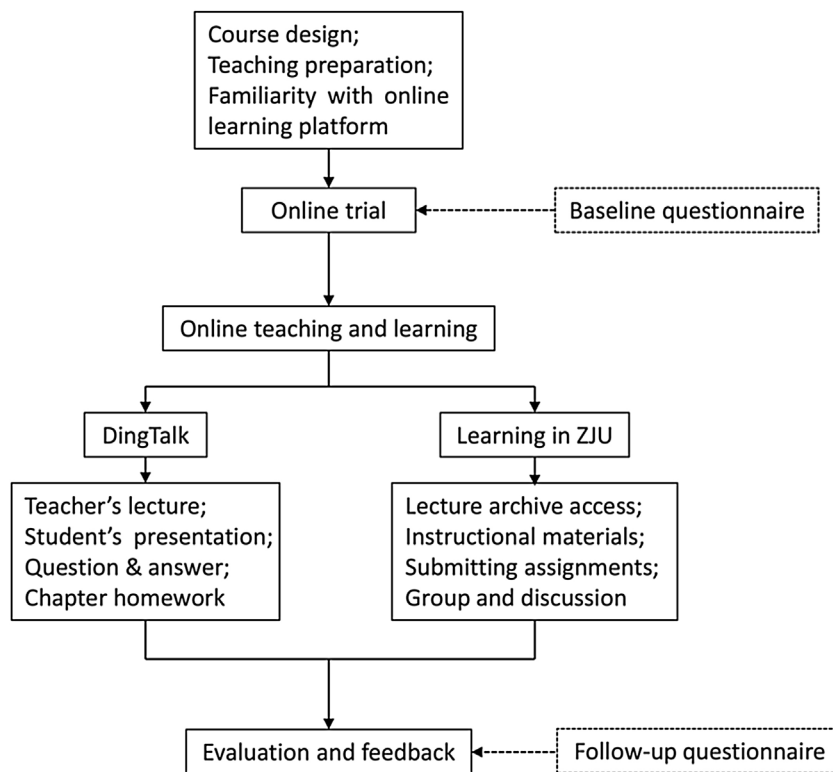 Course design;
Teaching preparation;
Familiarity with online
learning platform
Online trial
Baseline questionnaire
Online teaching and learning
DingTalk
Learning in ZJU
Teacher’s lecture;
Student’s presentation;
Question & answer;
Chapter homework
Lecture archive access;
Instructional materials;
Submitting assignments;
Group and discussion
Evaluation and feedback
Follow-up questionnaire